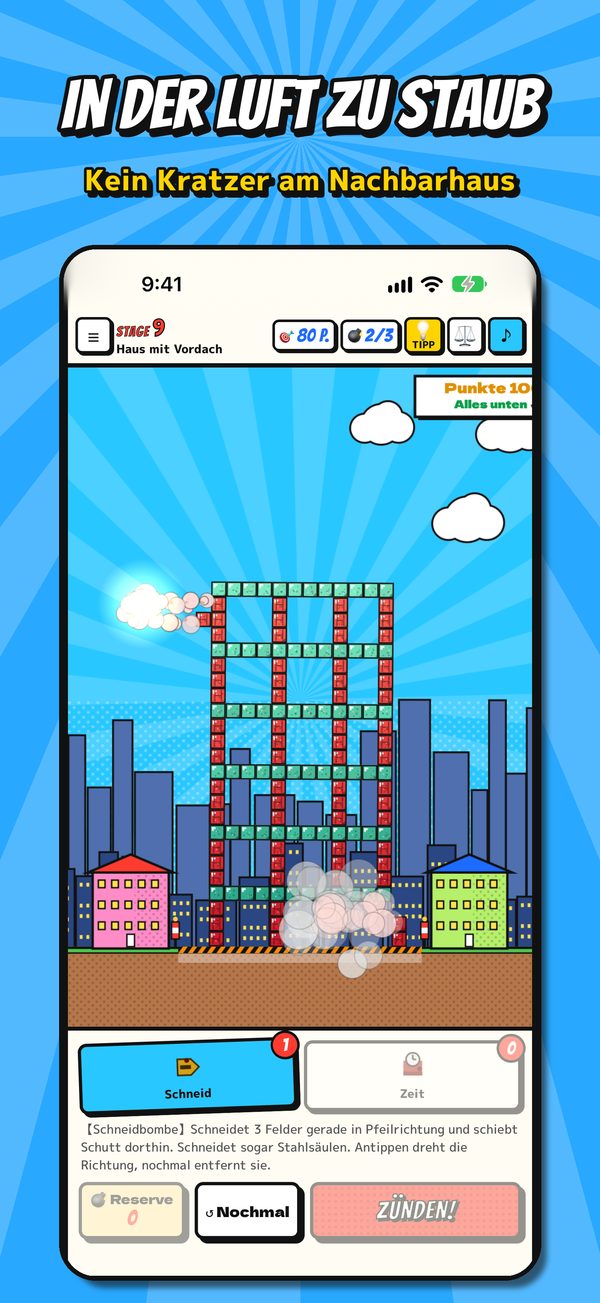 IN DER LUFT ZU STAUB
Kein Kratzer am Nachbarhaus
9:41
STAGE 9
Haus mit Vordach
80 P.
2/3
TIPP
Punkte 10
Alles unten
1
0
Schneid
Zeit
【Schneidbombe】Schneidet 3 Felder gerade in Pfeilrichtung und schiebt
Schutt dorthin. Schneidet sogar Stahlsäulen. Antippen dreht die
Richtung, nochmal entfernt sie.
Reserve
0
↺ Nochmal
ZÜNDEN!